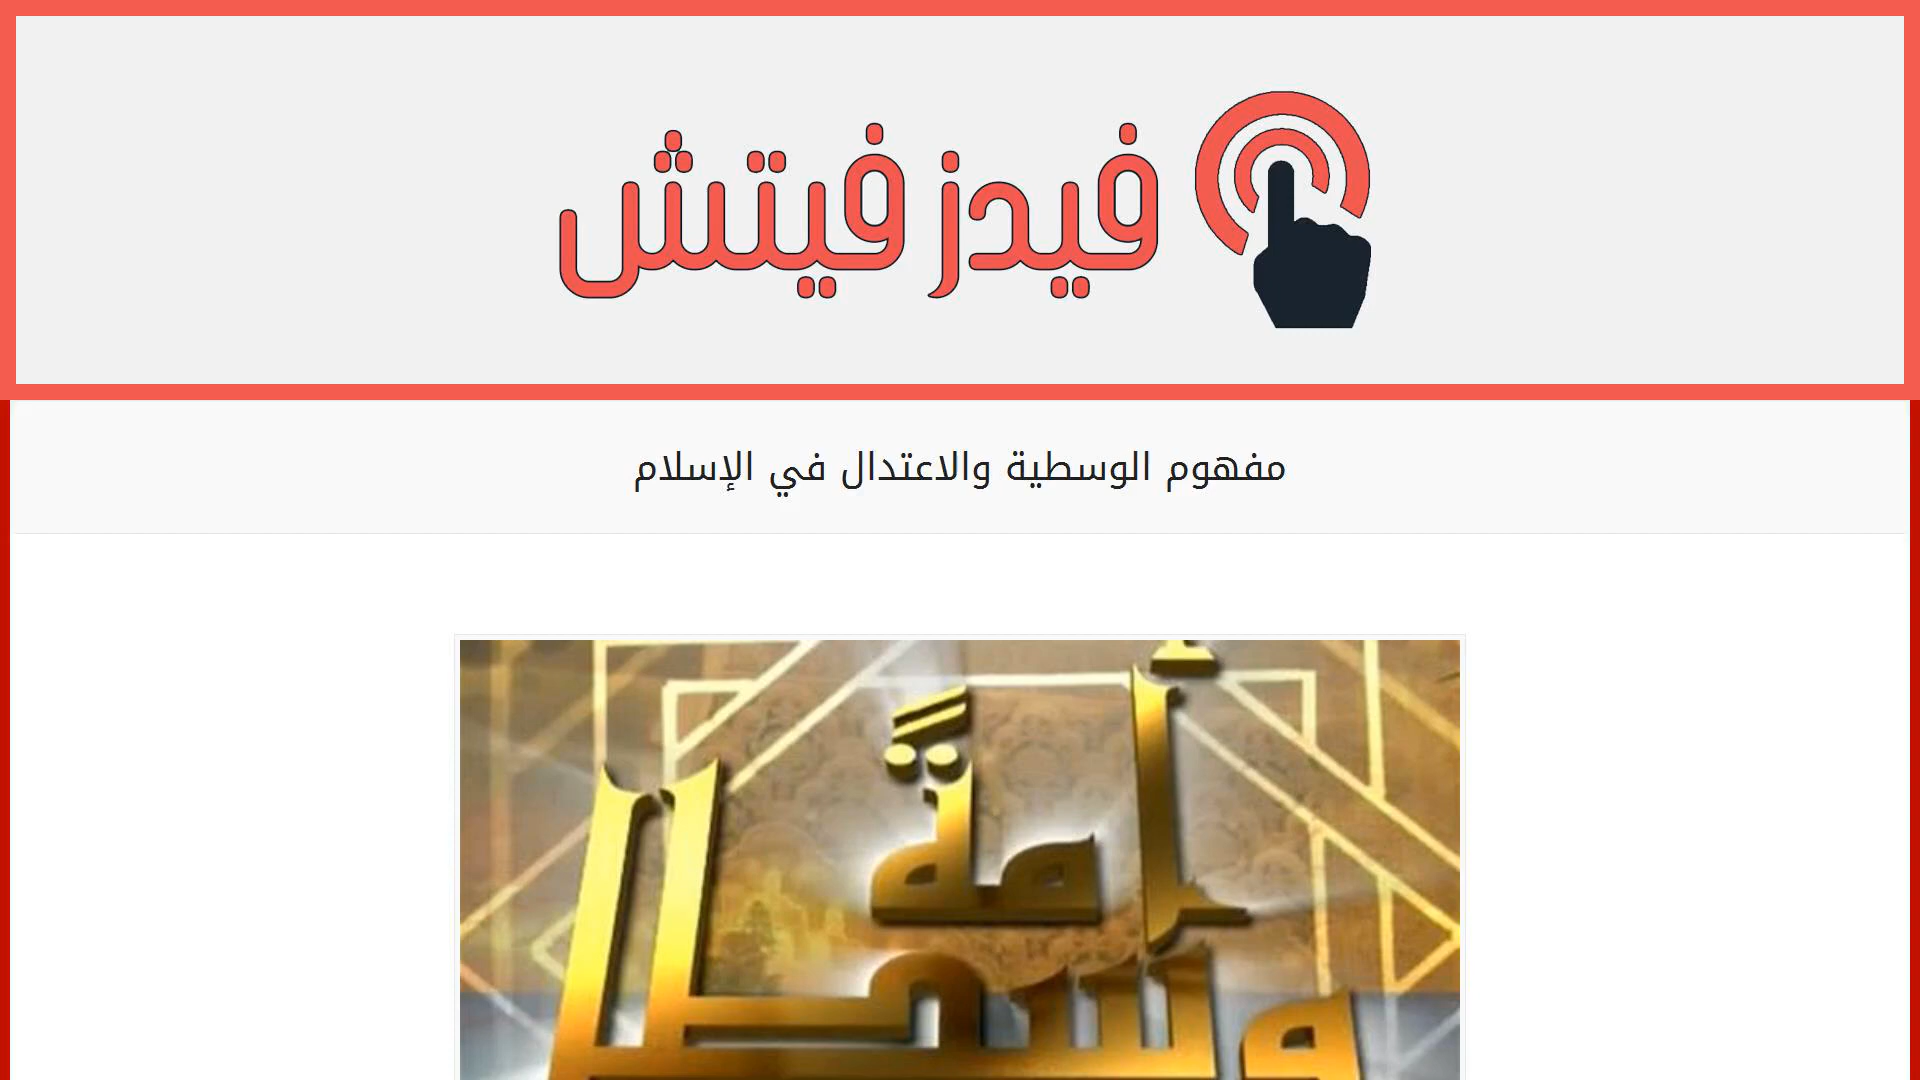 فيدز فيتش
مفهوم الوسطية والاعتدال في الإسلام
أمةً
وسطا